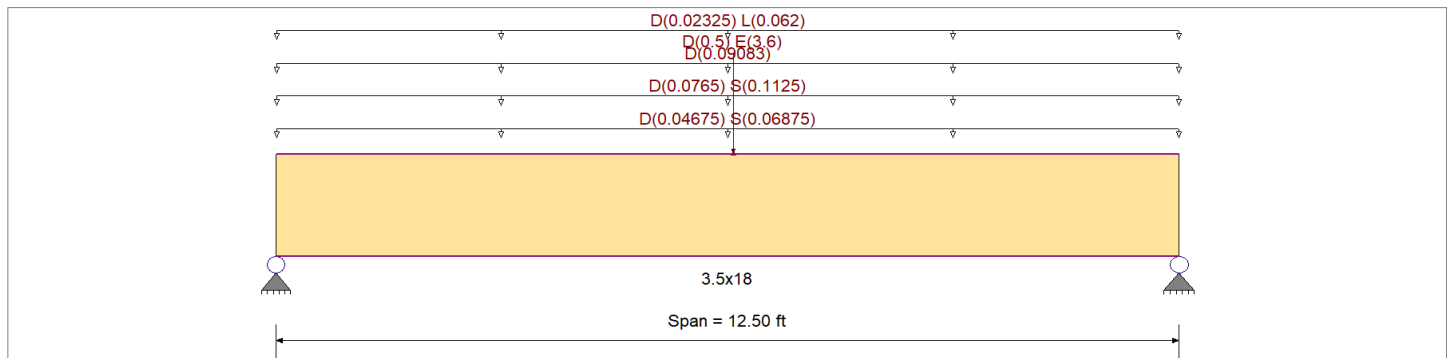 D(0.02325) L(0.062)
D(0.5) E(3.6)
D(0.09083)
D(0.0765) S(0.1125)
D(0.04675) S(0.06875)
3.5x18
Span = 12.50 ft